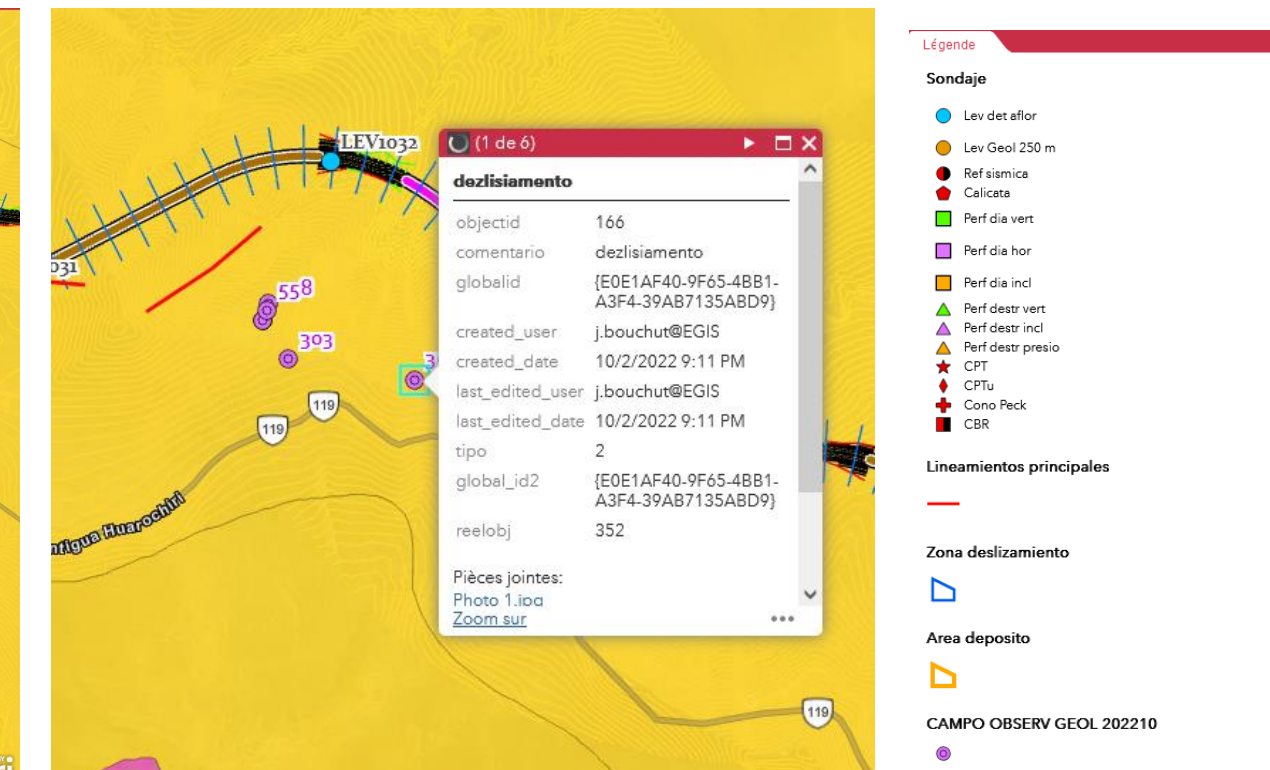 LEV1032
031
558
303
3
119
119
ntigua Huarochiri
119
(1 de 6)
dezlisiamento
objectid 166
comentario dezlisiamento
globalid {E0E1AF40-9F65-4BB1-
A3F4-39AB7135ABD9}
created_user j.bouchut@EGIS
created_date 10/2/2022 9:11 PM
last_edited_user j.bouchut@EGIS
last_edited_date 10/2/2022 9:11 PM
tipo 2
global_id2 {E0E1AF40-9F65-4BB1-
A3F4-39AB7135ABD9}
reelobj 352
Pièces jointes:
Photo 1.jpg
Zoom sur
Légende
Sondaje
Lev det aflor
Lev Geol 250 m
Ref sismica
Calicata
Perf dia vert
Perf dia hor
Perf dia incl
Perf destr vert
Perf destr incl
Perf destr presio
CPT
CPTu
Cono Peck
CBR
Lineamientos principales
Zona deslizamiento
Area deposito
CAMPO OBSERV GEOL 202210